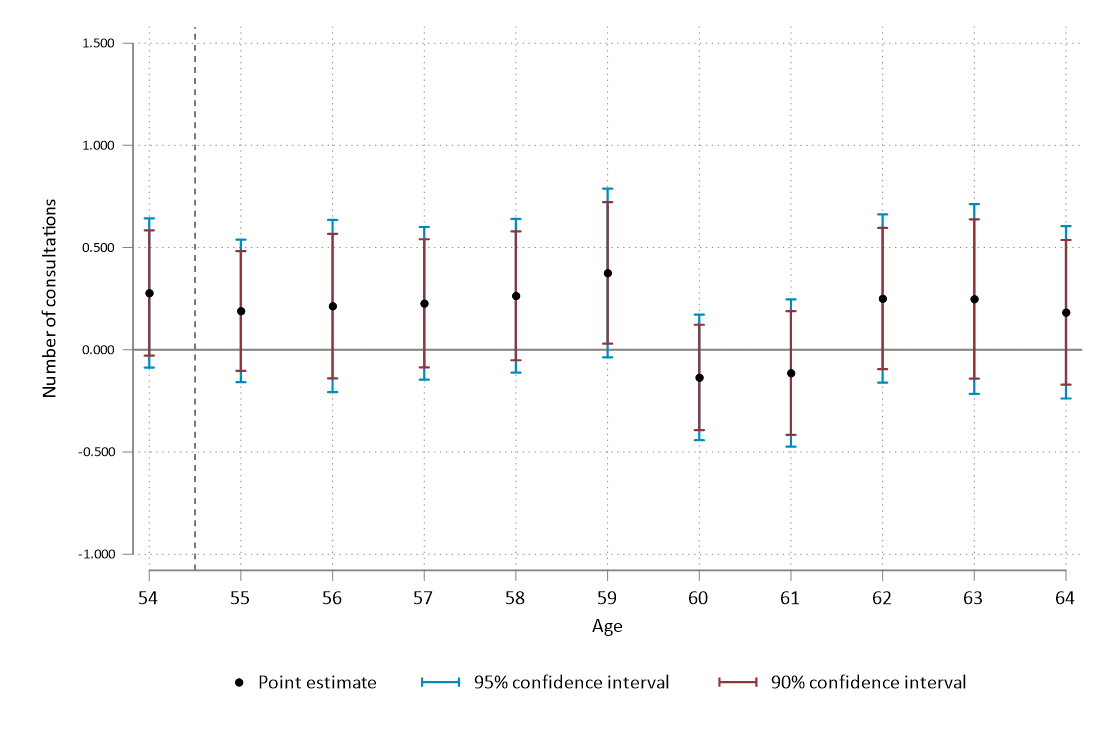 Number of consultations
1.500
1.000
0.500
0.000
-0.500
-1.000
54 55 56 57 58 59 60 61 62 63 64
Age
Point estimate 95% confidence interval 90% confidence interval